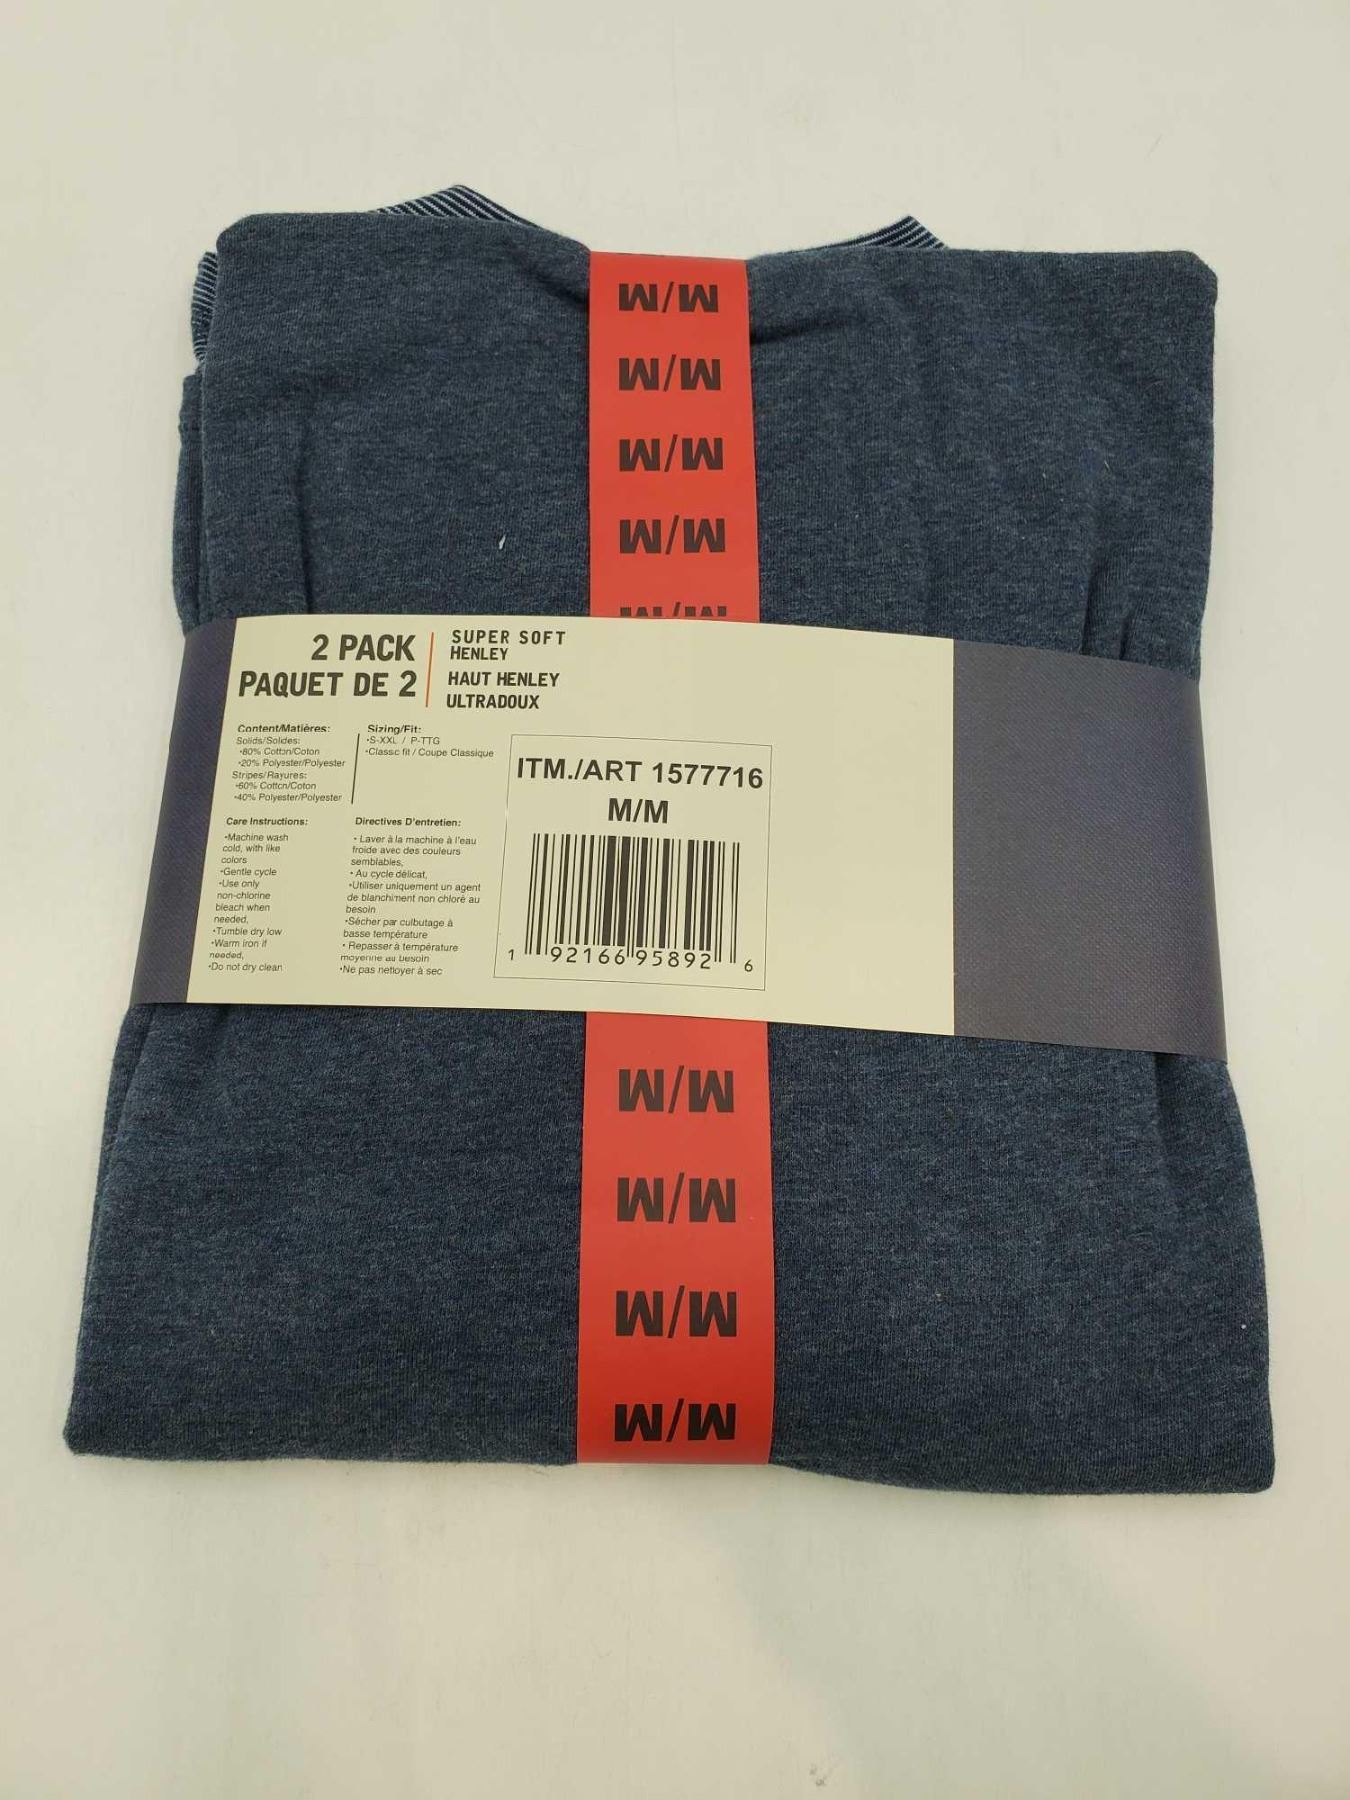 M/M
M/M
M/M
M/M
M/M
2 PACK
PAQUET DE 2
SUPER SOFT
HENLEY
HAUT HENLEY
ULTRADOUX
Content/Matières:
Solids/Solides:
•80% Cotton/Coton
•20% Polyester/Polyester
Stripes/Rayures:
•60% Cotton/Coton
•40% Polyester/Polyester
Sizing/Fit:
•S-XXL / P-TTG
•Classic fit / Coupe Classique
Care Instructions:
•Machine wash
cold, with like
colors
•Gentle cycle
•Use only
non-chlorine
bleach when
needed,
•Tumble dry low
•Warm iron if
needed,
•Do not dry clean
Directives D'entretien:
• Laver à la machine à l'eau
froide avec des couleurs
semblables,
• Au cycle délicat,
•Utiliser uniquement un agent
de blanchiment non chloré au
besoin
•Sécher par culbutage à
basse température
• Repasser à température
moyenne au besoin
•Ne pas nettoyer à sec
ITM./ART 1577716
M/M
1 92166 95892 6
M/M
M/M
M/M
M/M